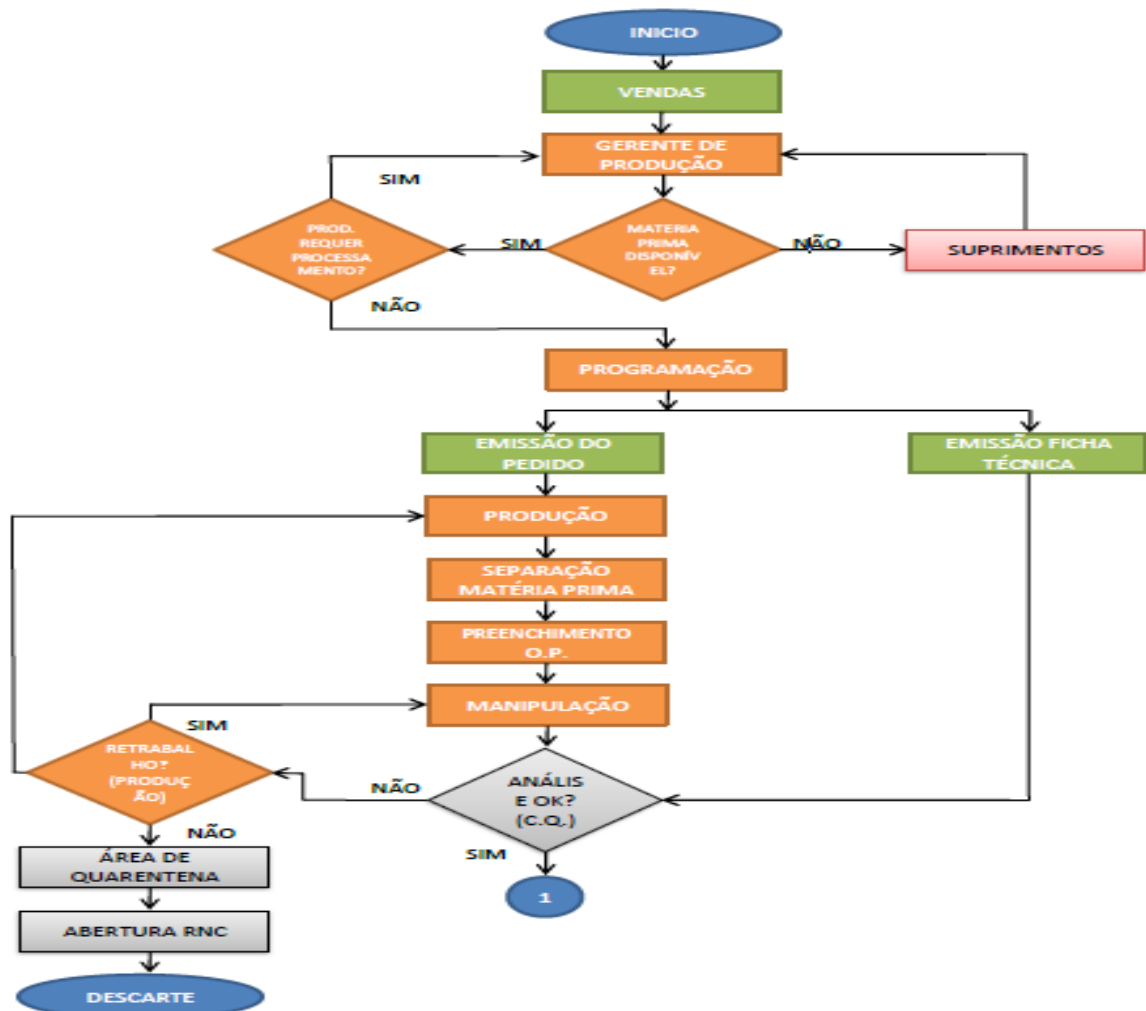 INICIO
VENDAS
GERENTE DE
PRODUÇÃO
SIM
PROD.
REQUER
PROCESSA
MENTO?
SIM
MATERIA
PRIMA
DISPONÍV
EL?
NÃO
SUPRIMENTOS
NÃO
PROGRAMAÇÃO
EMISSÃO DO
PEDIDO
EMISSÃO FICHA
TÉCNICA
PRODUÇÃO
SEPARAÇÃO
MATÉRIA PRIMA
PREENCHIMENTO
O.P.
MANIPULAÇÃO
SIM
RETRABAL
HO?
(PRODUÇ
ÃO)
NÃO
ANÁLIS
E OK?
(C.Q.)
NÃO
SIM
ÁREA DE
QUARENTENA
1
ABERTURA RNC
DESCARTE